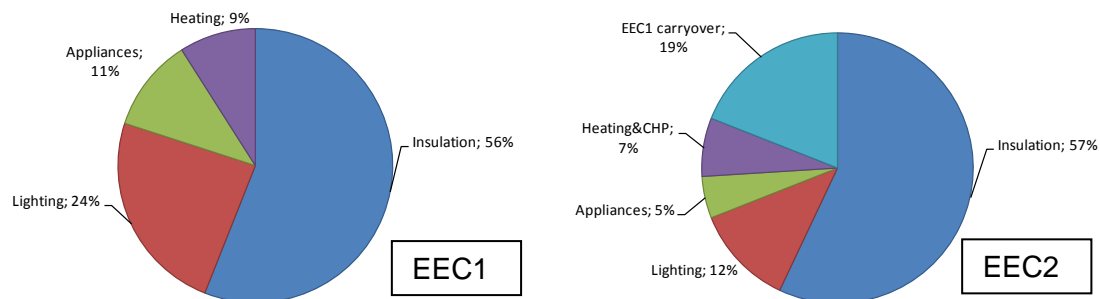 Heating; 9%
Appliances;
11%
Insulation; 56%
Lighting; 24%
EEC1
EEC1 carryover;
19%
Heating&CHP;
7%
Insulation; 57%
Appliances; 5%
Lighting; 12%
EEC2